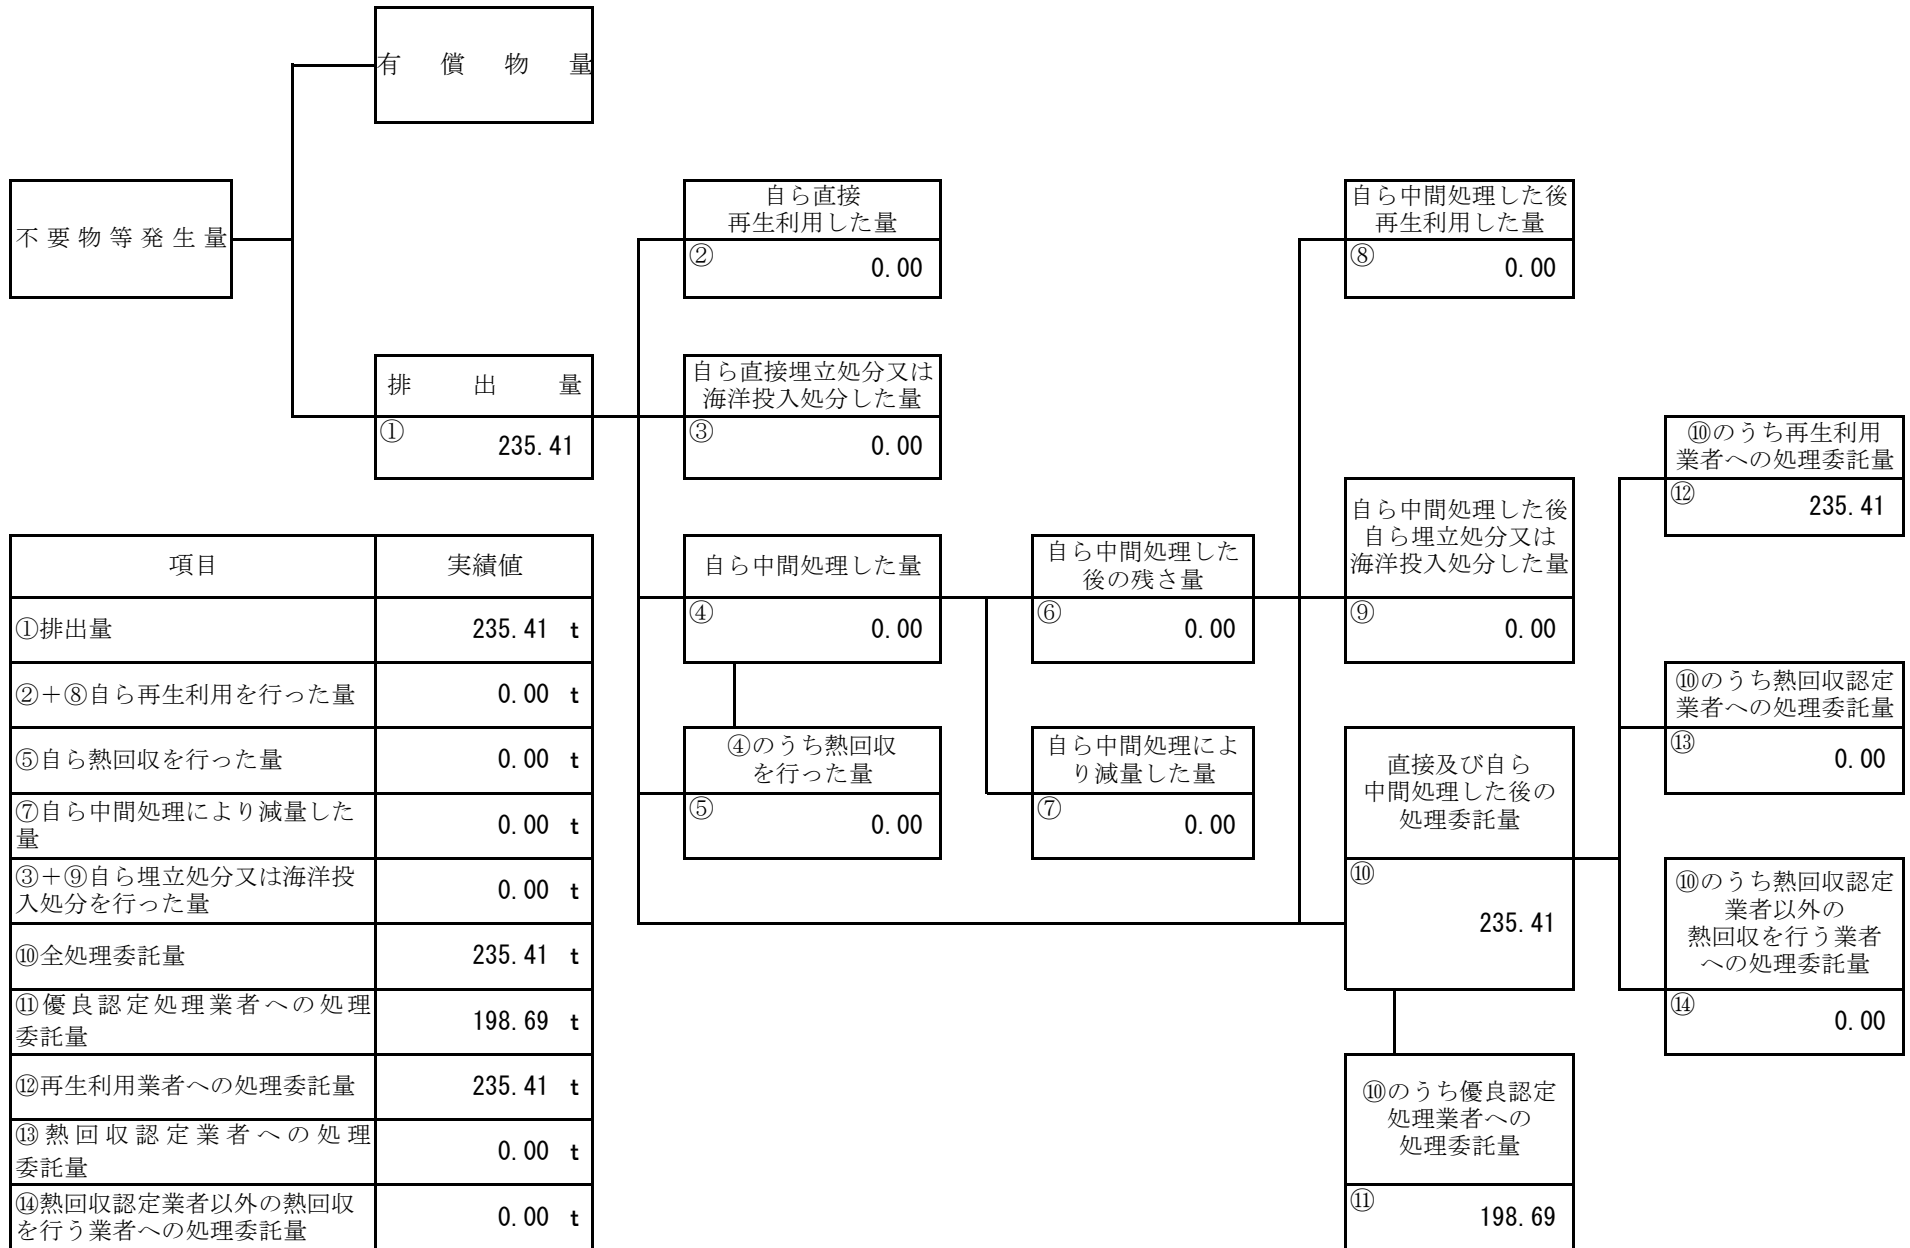 有償物量
不要物等発生量
自ら直接
再生利用した量
②
0.00
自ら中間処理した後
再生利用した量
⑧
0.00
排出量
①
235.41
自ら直接埋立処分又は
海洋投入処分した量
③
0.00
⑩のうち再生利用
業者への処理委託量
⑫
235.41
自ら中間処理した量
④
0.00
自ら中間処理した
後の残さ量
⑥
0.00
自ら中間処理した後
自ら埋立処分又は
海洋投入処分した量
⑨
0.00
⑩のうち熱回収認定
業者への処理委託量
⑬
0.00
④のうち熱回収
を行った量
⑤
0.00
自ら中間処理によ
り減量した量
⑦
0.00
直接及び自ら
中間処理した後の
処理委託量
⑩
235.41
⑩のうち熱回収認定
業者以外の
熱回収を行う業者
への処理委託量
⑭
0.00
⑩のうち優良認定
処理業者への
処理委託量
⑪
198.69
項目 実績値
①排出量 235.41 t
②+⑧自ら再生利用を行った量 0.00 t
⑤自ら熱回収を行った量 0.00 t
⑦自ら中間処理により減量した
量 0.00 t
③+⑨自ら埋立処分又は海洋投
入処分を行った量 0.00 t
⑩全処理委託量 235.41 t
⑪優良認定処理業者への処理
委託量 198.69 t
⑫再生利用業者への処理委託量 235.41 t
⑬熱回収認定業者への処理
委託量 0.00 t
⑭熱回収認定業者以外の熱回収
を行う業者への処理委託量 0.00 t